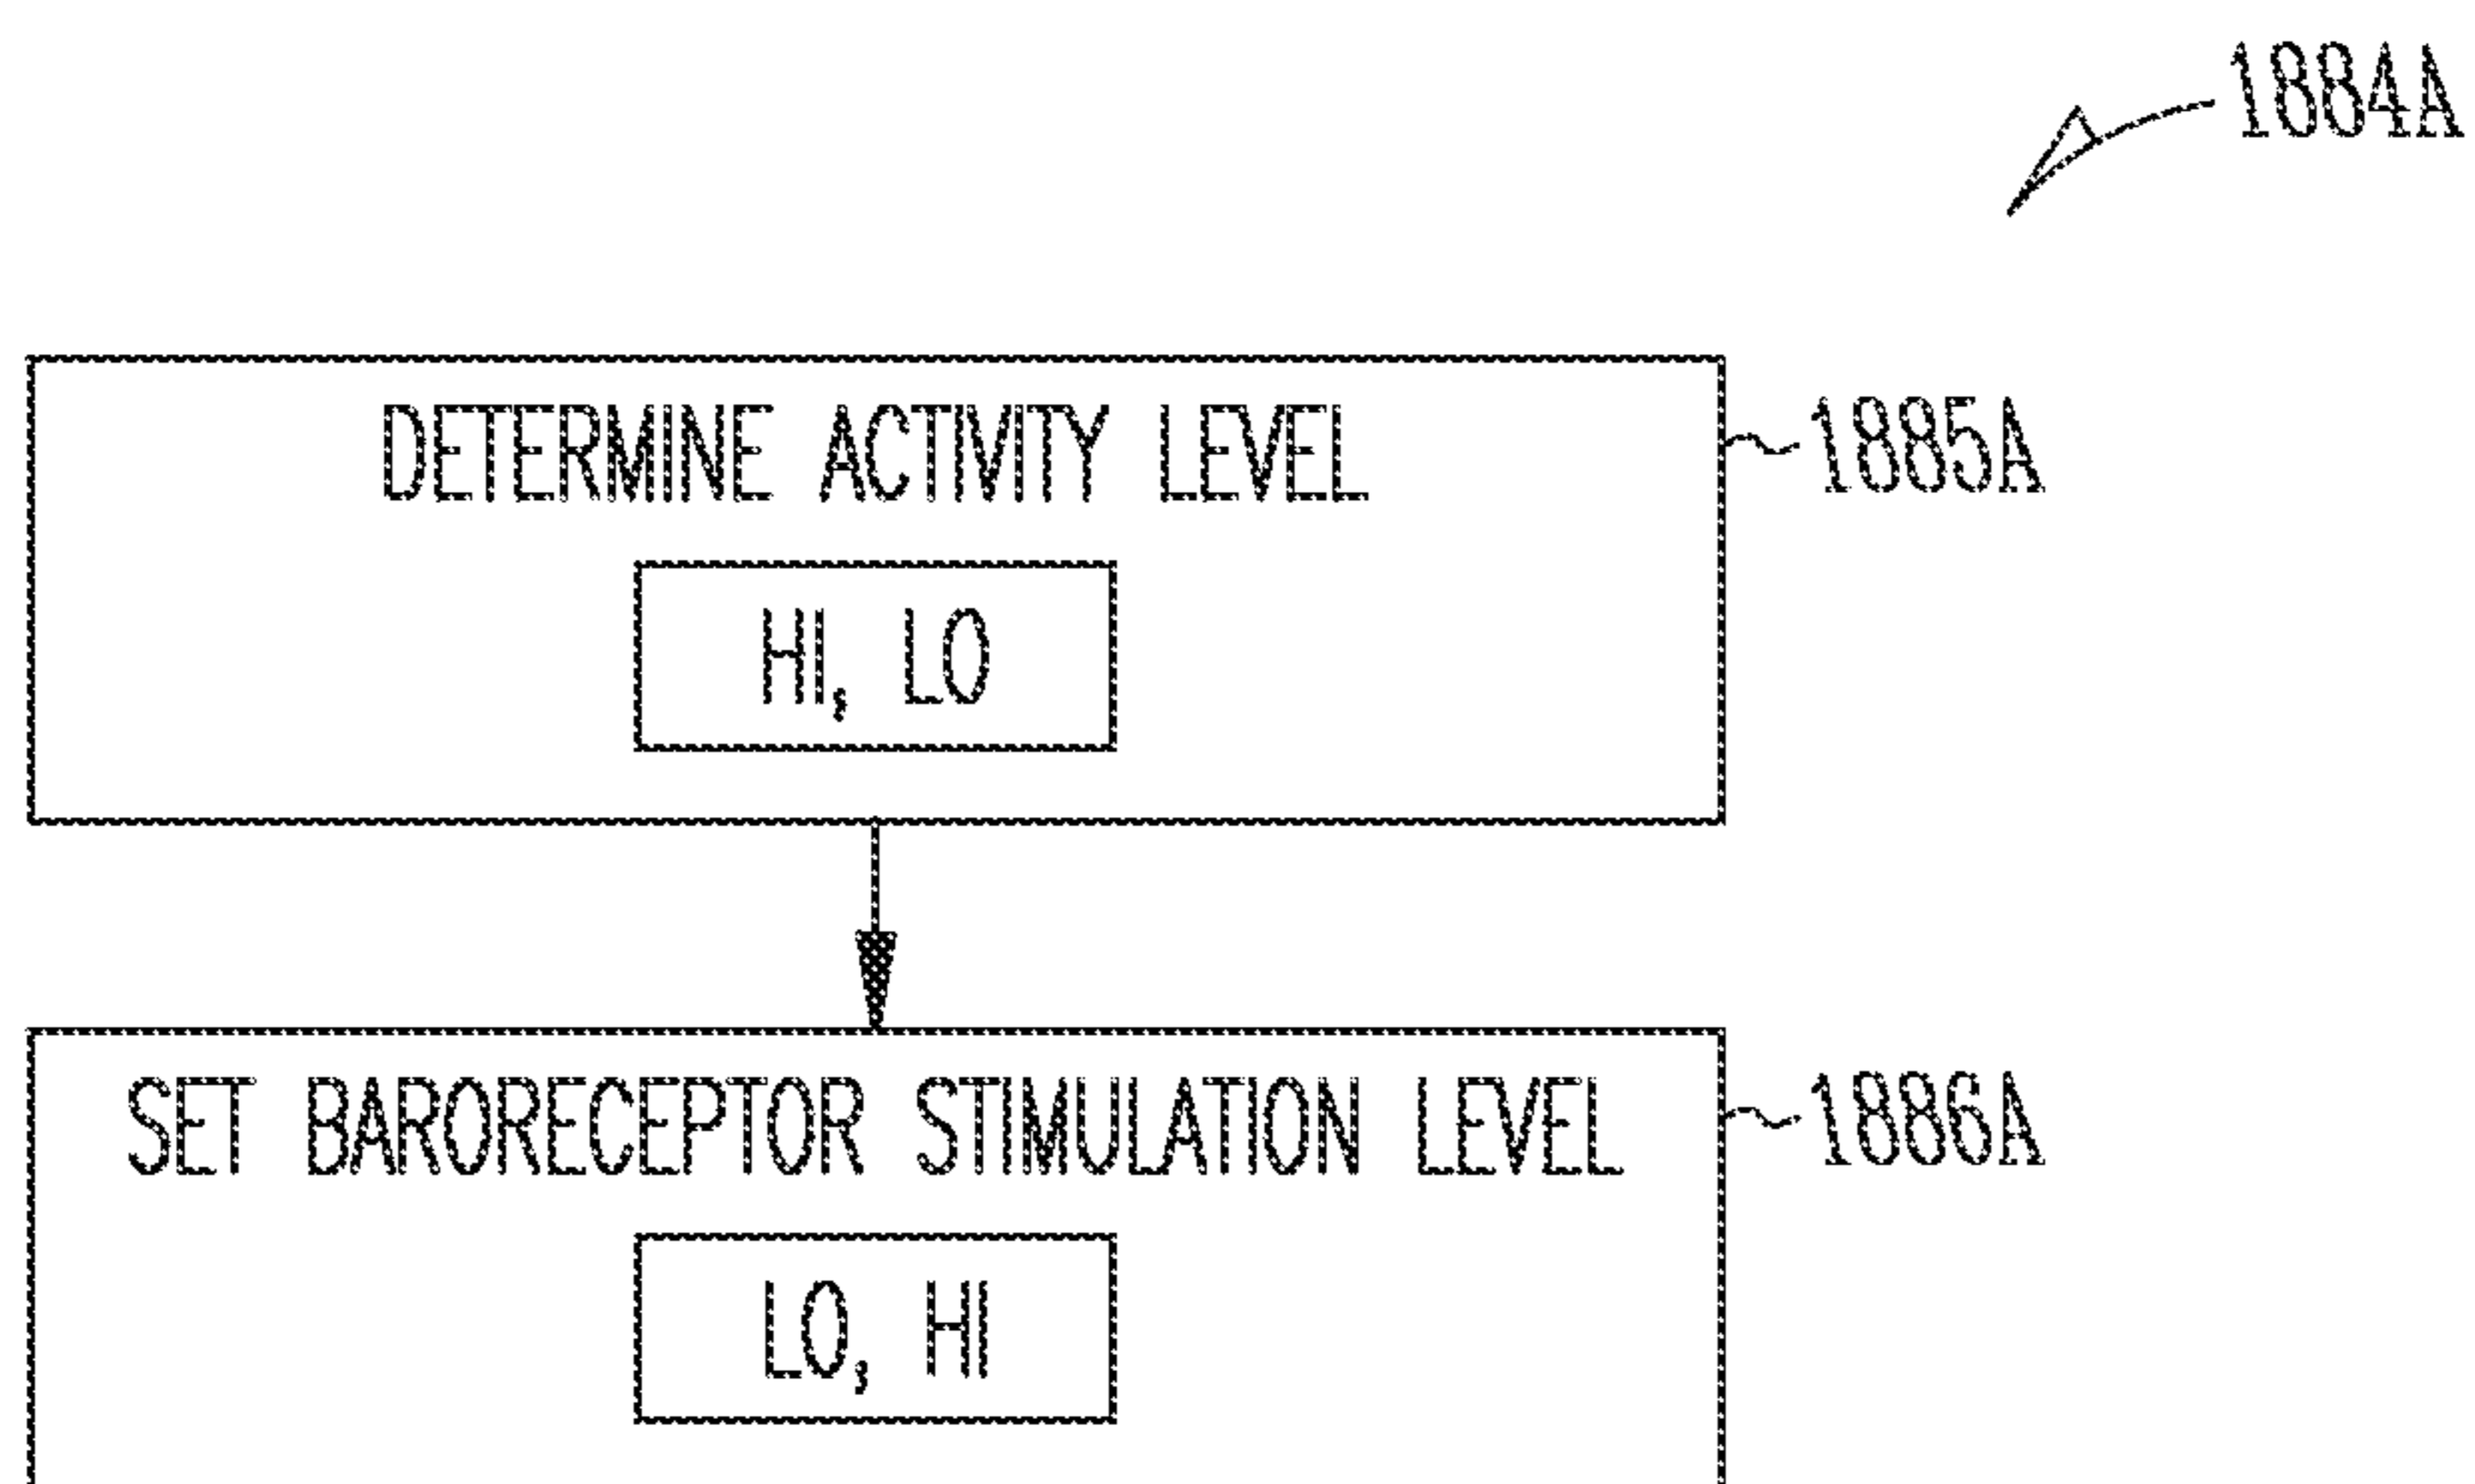 1884A
DETERMINE ACTIVITY LEVEL
1885A
HI, LO
SET BARORECEPTOR STIMULATION LEVEL
1886A
LO, HI